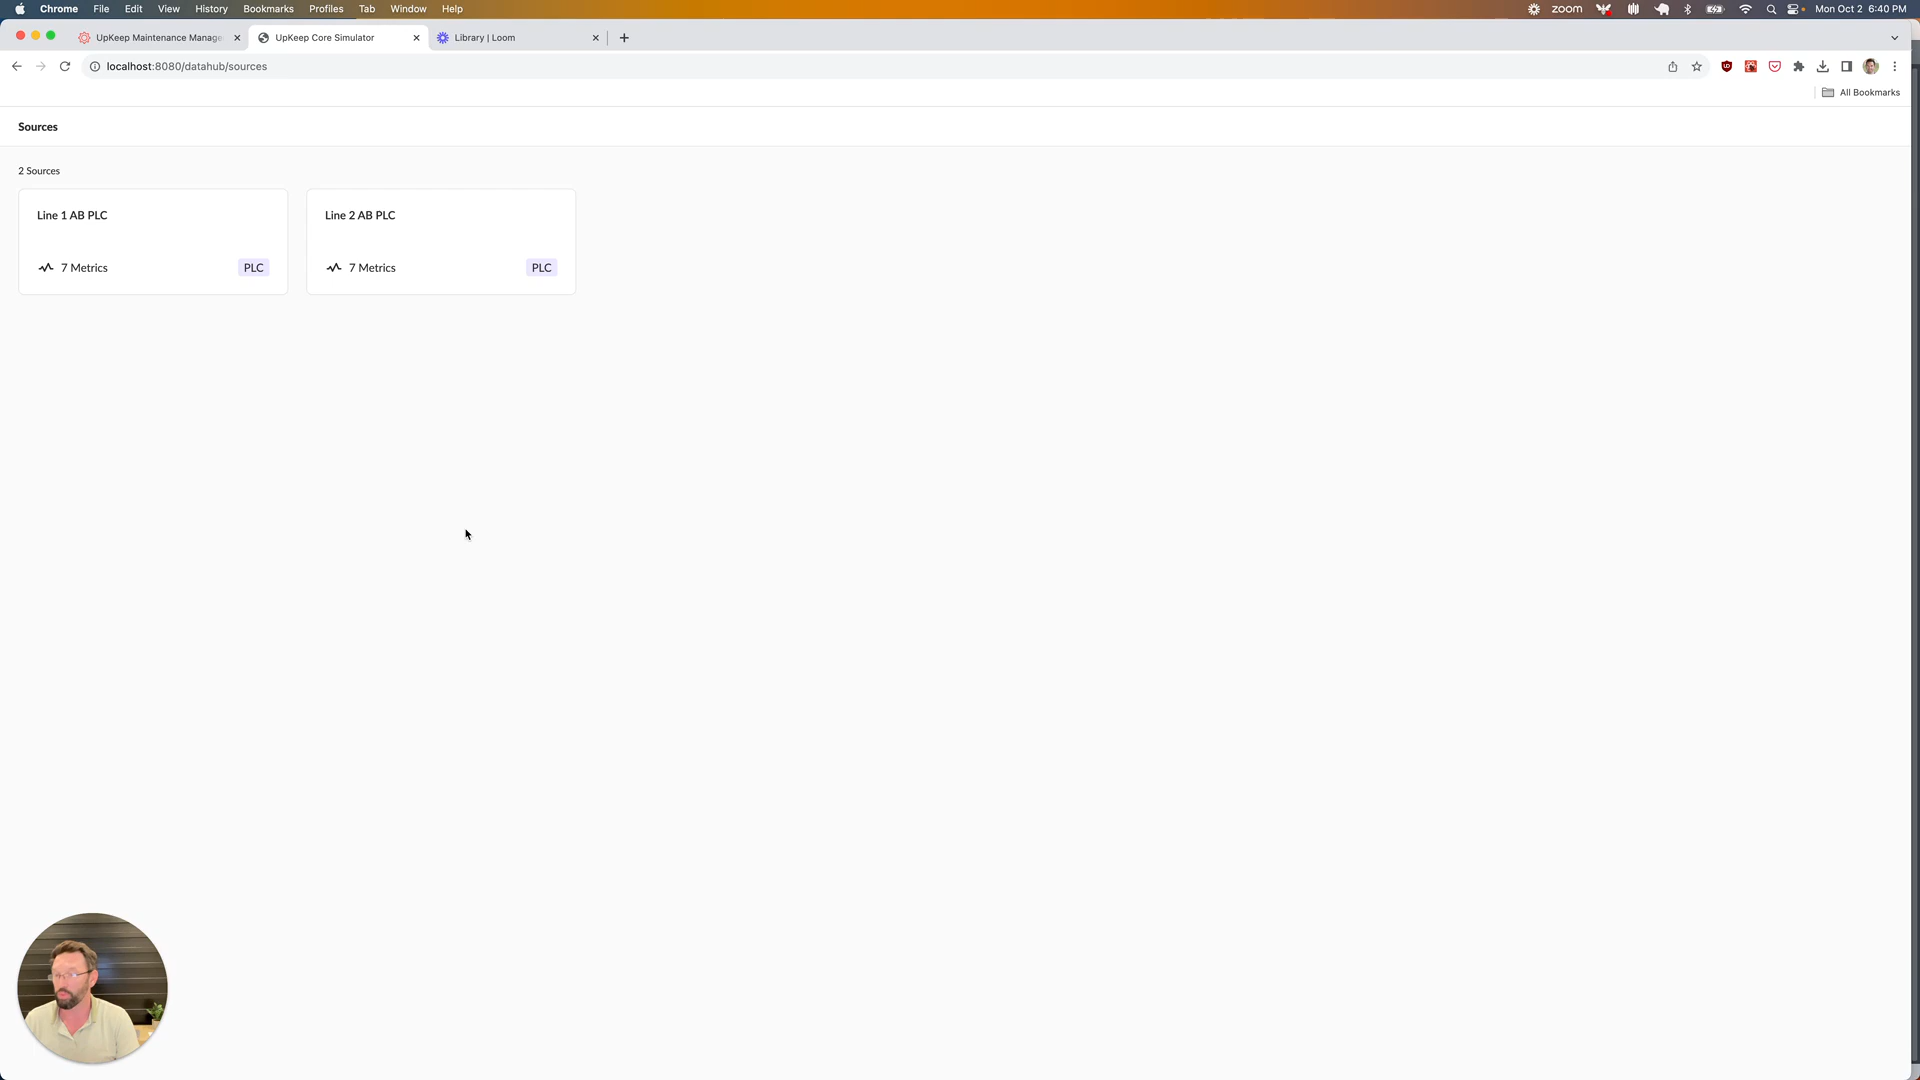 Chrome File Edit View History Bookmarks Profiles Tab Window Help
zoom Mon Oct 2 6:40 PM
UpKeep Maintenance Manage
UpKeep Core Simulator
Library | Loom
localhost:8080/datahub/sources
All Bookmarks
Sources
2 Sources
Line 1 AB PLC
7 Metrics PLC
Line 2 AB PLC
7 Metrics PLC